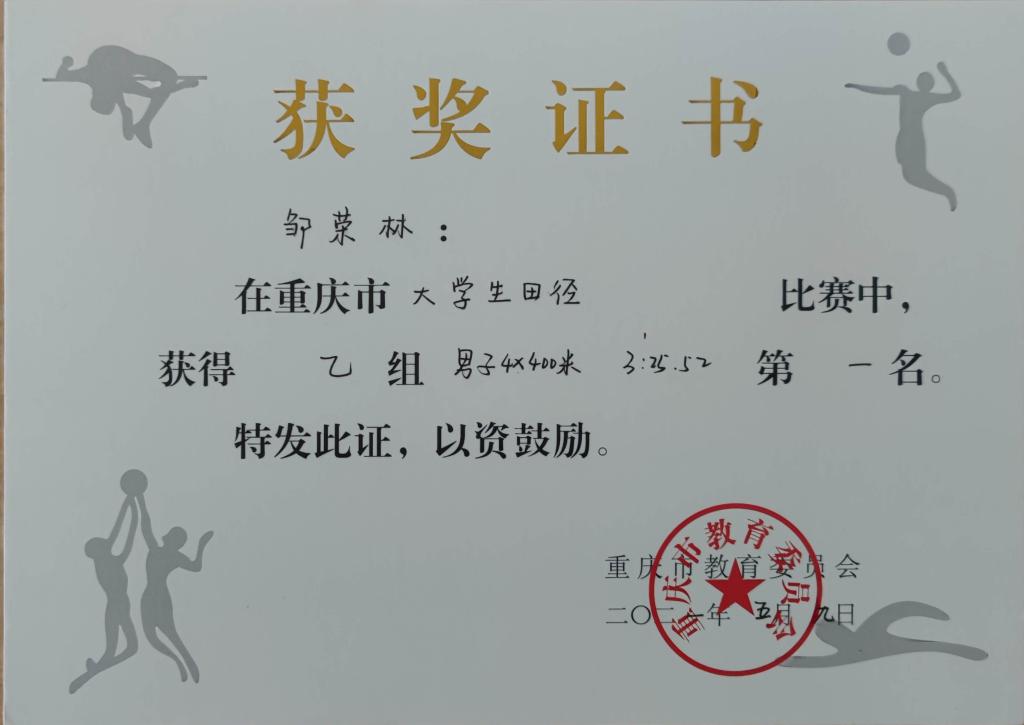 获奖证书
邹荣林：
在重庆市 大学生田径 比赛中，
获得 乙 组 男子4×400米 3:25.52 第 一 名。
特发此证，以资鼓励。
重庆市教育委员会
二〇二一年 五月 九日
重庆市教育委员会